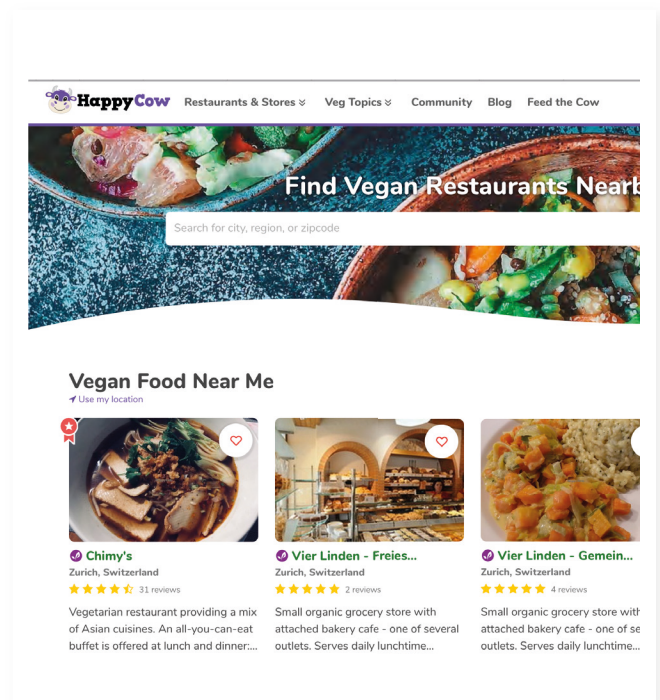 HappyCow Restaurants & Stores Veg Topics Community Blog Feed the Cow
Find Vegan Restaurants Nearb
Search for city, region, or zipcode
Vegan Food Near Me
Use my location
Chimy's
Zurich, Switzerland
31 reviews
Vegetarian restaurant providing a mix
of Asian cuisines. An all-you-can-eat
buffet is offered at lunch and dinner:...
Vier Linden - Freies...
Zurich, Switzerland
2 reviews
Small organic grocery store with
attached bakery cafe - one of several
outlets. Serves daily lunchtime...
Vier Linden - Gemein...
Zurich, Switzerland
4 reviews
Small organic grocery store with
attached bakery cafe - one of se
outlets. Serves daily lunchtime...